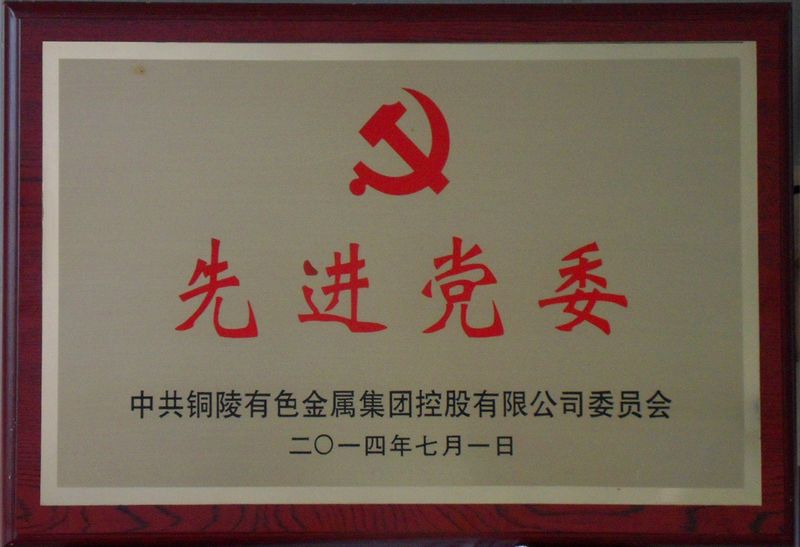 先进党委
中共铜陵有色金属集团控股有限公司委员会
二〇一四年七月一日